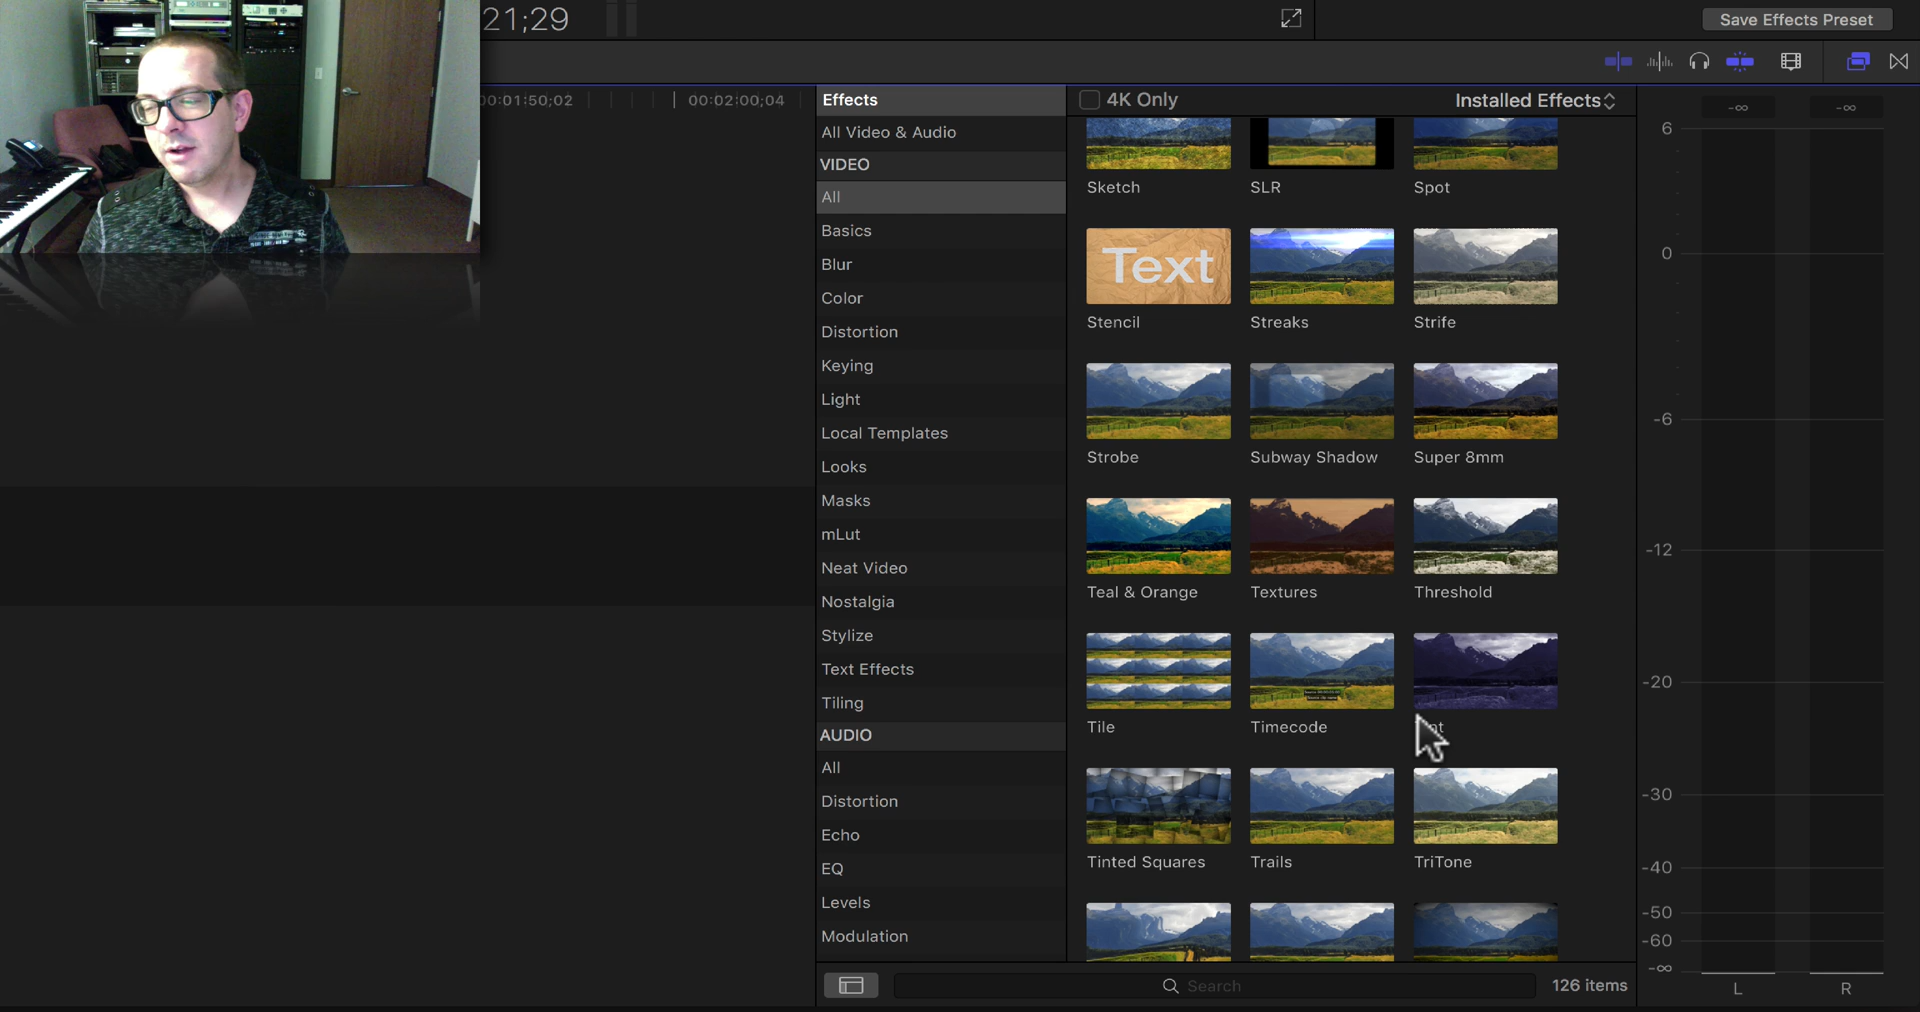 21;29
Save Effects Preset
00:01:50;02
00:02:00;04
Effects
All Video & Audio
VIDEO
All
Basics
Blur
Color
Distortion
Keying
Light
Local Templates
Looks
Masks
mLut
Neat Video
Nostalgia
Stylize
Text Effects
Tiling
AUDIO
All
Distortion
Echo
EQ
Levels
Modulation
4K Only
Installed Effects
Sketch
SLR
Spot
Text
Stencil
Streaks
Strife
Strobe
Subway Shadow
Super 8mm
Teal & Orange
Textures
Threshold
Tile
Timecode
Tinted Squares
Trails
TriTone
Search
126 items
-∞
-∞
6
0
-6
-12
-20
-30
-40
-50
-60
-∞
L
R